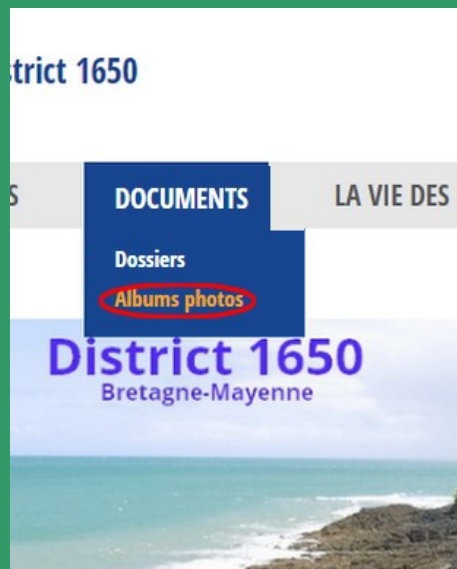 trict 1650
S DOCUMENTS LA VIE DES
Dossiers
Albums photos
District 1650
Bretagne-Mayenne